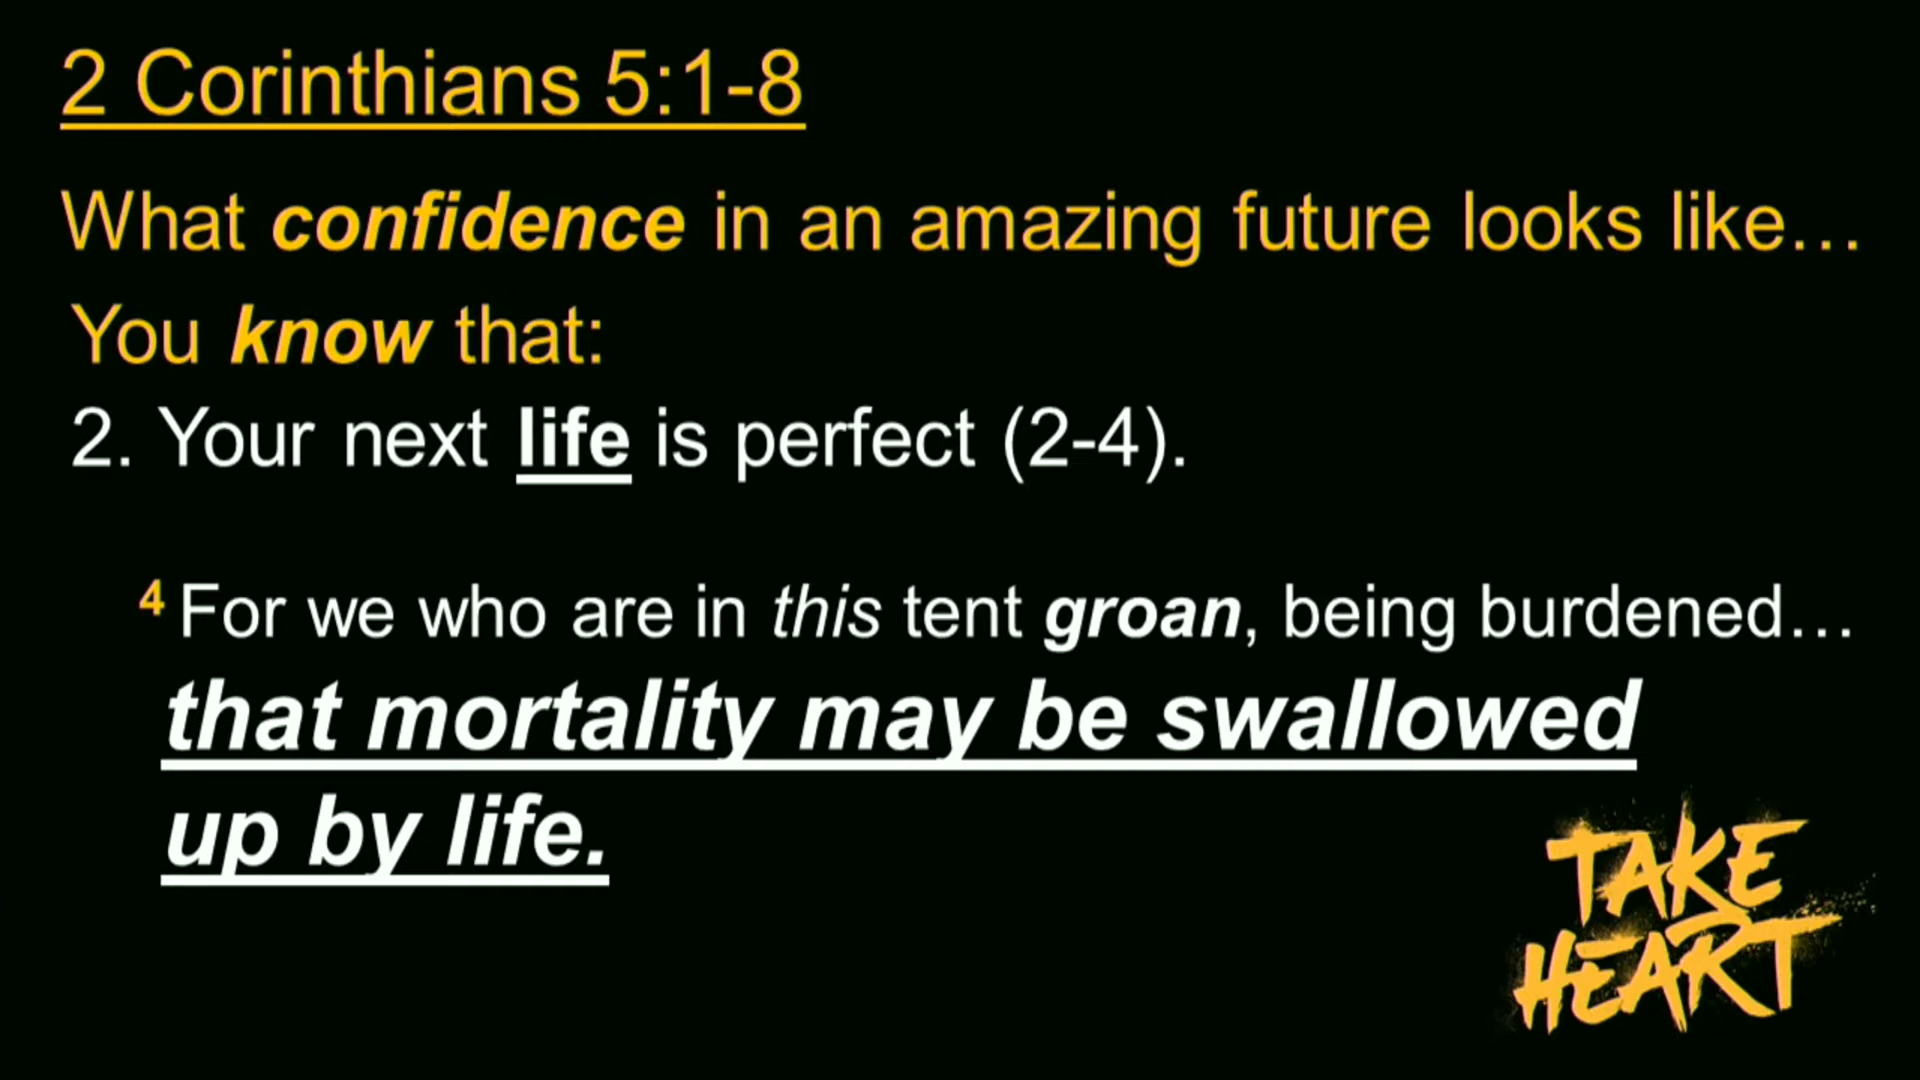 2 Corinthians 5:1-8
What confidence in an amazing future looks like…
You know that:
2. Your next life is perfect (2-4).
4 For we who are in this tent groan, being burdened…
that mortality may be swallowed
up by life.
TAKE
HEART